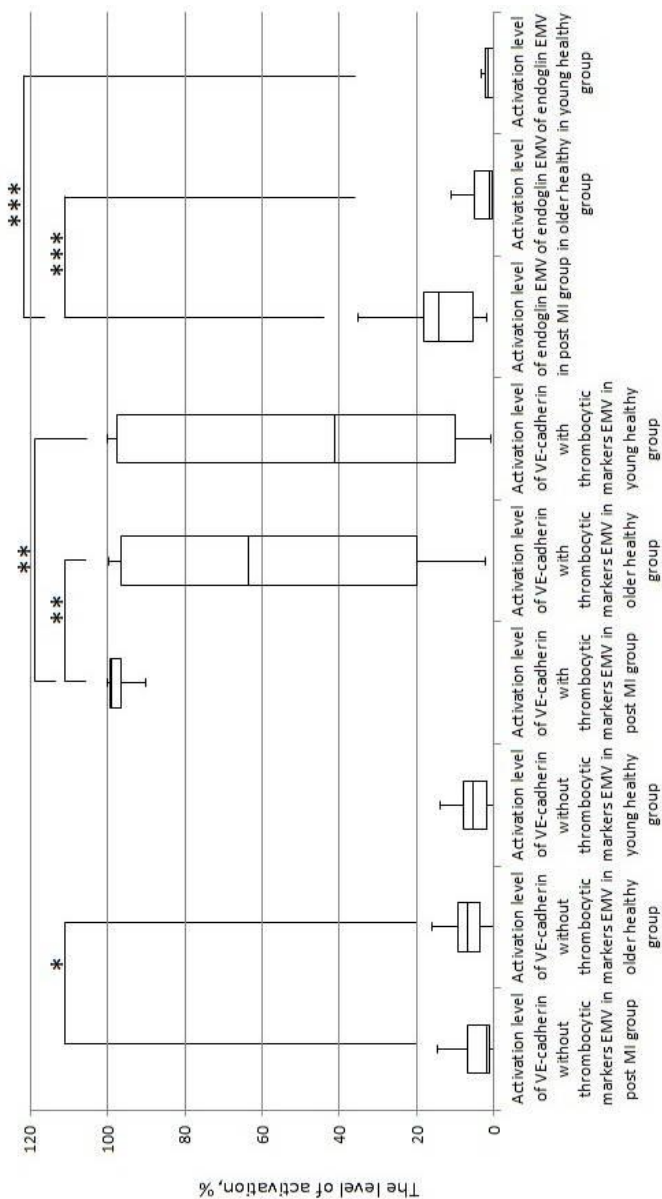 The level of activation, %
120
100
80
60
40
20
0
*
**
**
***
***
Activation level
of VE-cadherin
without
thrombocytic
markers EMV in
post MI group
Activation level
of VE-cadherin
without
thrombocytic
markers EMV in
older healthy
group
Activation level
of VE-cadherin
without
thrombocytic
markers EMV in
young healthy
group
Activation level
of VE-cadherin
with
thrombocytic
markers EMV in
post MI group
Activation level
of VE-cadherin
with
thrombocytic
markers EMV in
older healthy
group
Activation level
of VE-cadherin
with
thrombocytic
markers EMV in
young healthy
group
Activation level
of endoglin EMV
in post MI group
Activation level
of endoglin EMV
in older healthy
group
Activation level
of endoglin EMV
in young healthy
group